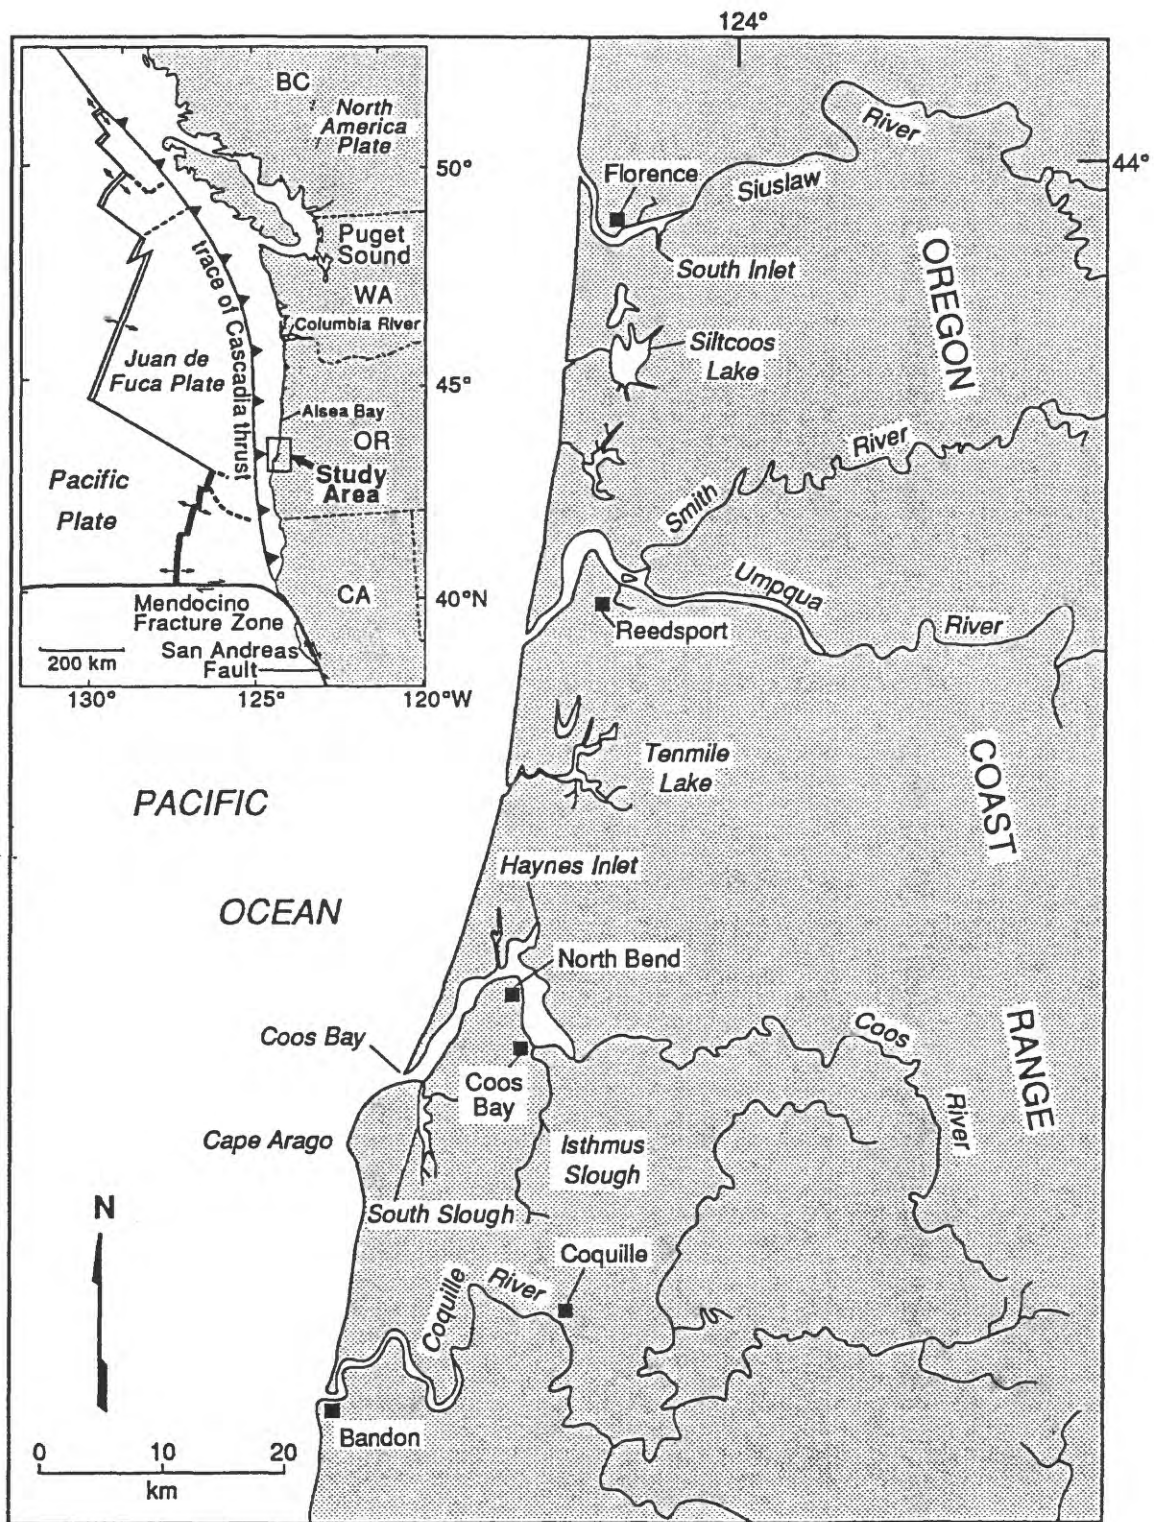 124°
BC
North
America
Plate
50°
Puget
Sound
WA
Columbia River
trace of Cascadia thrust
Juan de
Fuca Plate
45°
Alsea Bay
OR
Study
Area
Pacific
Plate
CA
40°N
Mendocino
Fracture Zone
San Andreas
Fault
200 km
130°
125°
120°W
River
44°
Florence
Siuslaw
South Inlet
OREGON
Siltcoos
Lake
River
Smith
Umpqua
River
Reedsport
Tenmile
Lake
COAST
PACIFIC
OCEAN
Haynes Inlet
North Bend
Coos Bay
Coos
River
RANGE
Coos
Bay
Cape Arago
Isthmus
Slough
South Slough
N
Coquille
Coquille
River
Bandon
0
10
20
km